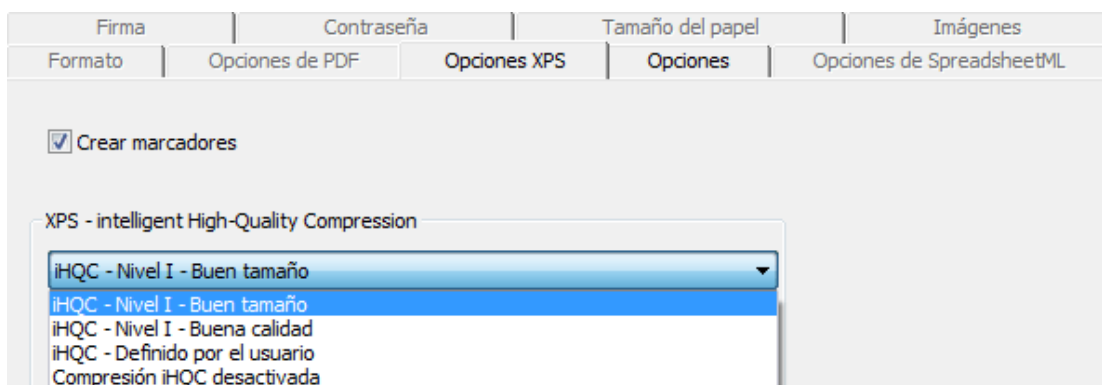 Firma Contraseña Tamaño del papel Imágenes
Formato Opciones de PDF Opciones XPS Opciones Opciones de SpreadsheetML
Crear marcadores
XPS - intelligent High-Quality Compression
iHQC - Nivel I - Buen tamaño
iHQC - Nivel I - Buen tamaño
iHQC - Nivel I - Buena calidad
iHQC - Definido por el usuario
Compresión iHQC desactivada